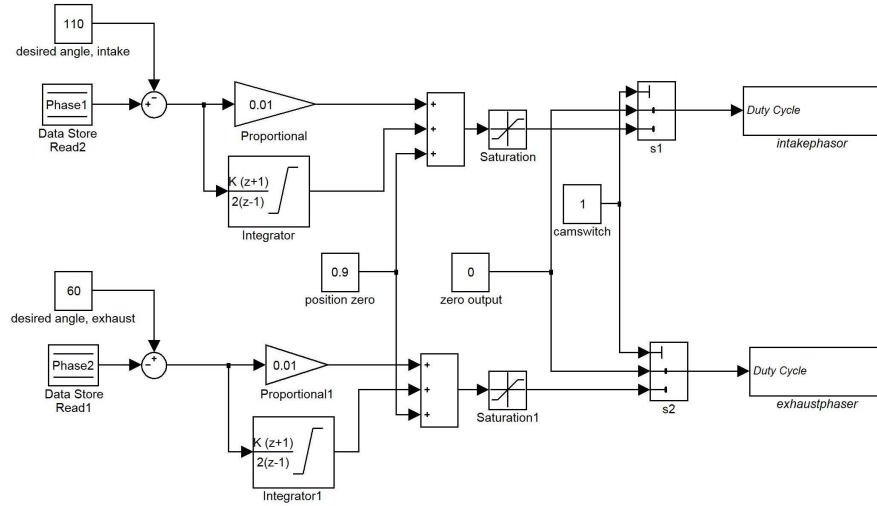 110
desired angle, intake
Phase1
Data Store
Read2
+
−
0.01
Proportional
K (z+1)
2(z-1)
Integrator
+
+
+
Saturation
s1
Duty Cycle
intakephasor
1
camswitch
0.9
position zero
0
zero output
60
desired angle, exhaust
Phase2
Data Store
Read1
+
−
0.01
Proportional1
K (z+1)
2(z-1)
Integrator1
+
+
+
Saturation1
s2
Duty Cycle
exhaustphaser